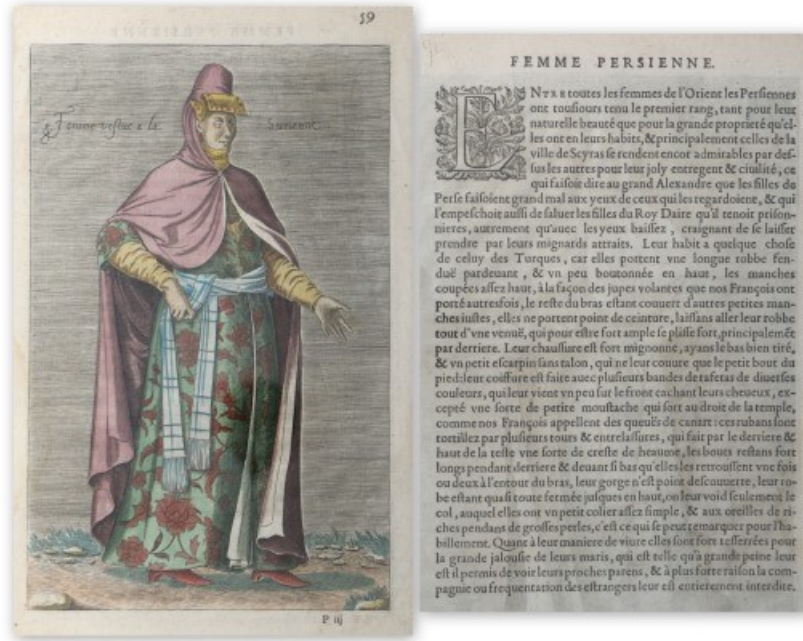 59
Femme vestue a la Surienne
P iij
FEMME PERSIENNE.
ENTRE toutes les femmes de l'Orient les Persiennes
ont tousiours tenu le premier rang, tant pour leur
naturelle beauté que pour la grande proprieté qu'el-
les ont en leurs habits, & principalement celles de la
ville de Scyras se rendent encor admirables par des-
sus les autres pour leur joly entregent & ciuilité, ce
qui faisoit dire au grand Alexandre que les filles de
Perse faisoient grand mal aux yeux de ceux qui les regardoient, & qui
l'empeschoit aussi de saluer les filles du Roy Daire qu'il tenoit prison-
nieres, autrement qu'auec les yeux baissez, craignant de se laisser
prendre par leurs mignards attraits. Leur habit a quelque chose
de celuy des Turques, car elles portent vne longue robbe fen-
duë pardeuant, & vn peu boutonnée en haut, les manches
coupées assez haut, à la façon des jupes volantes que nos François ont
porté autresfois, le reste du bras estant couuert d'autres petites man-
ches iustes, elles ne portent point de ceinture, laissans aller leur robbe
tout d'vne venuë, qui pour estre fort ample se plisse fort, principalemēt
par derriere. Leur chaussure est fort mignonne, ayans le bas bien tiré,
& vn petit escarpin sans talon, qui ne leur couure que le petit bout du
pied: leur coiffure est faite auec plusieurs bandes de tafetas de diuerses
couleurs, qui leur vient vn peu sur le front cachant leurs cheueux, ex-
cepté vne sorte de petite moustache qui sort au droit de la temple,
comme nos François appellent des queuës de canart: ces rubans sont
tortillez par plusieurs tours & entrelassures, qui fait par le derriere &
haut de la teste vne sorte de creste de heaume, les bouts restans fort
longs pendant derriere & deuant si bas qu'elles les retroussent vne fois
ou deux à l'entour du bras, leur gorge n'est point descouuerte, leur ro-
be estant quasi toute fermée jusques en haut, on leur void seulement le
col, auquel elles ont vn petit colier assez simple, & aux oreilles de ri-
ches pendans de grosses perles, c'est ce qui se peut remarquer pour l'ha-
billement. Quant à leur maniere de viure elles sont fort resserrées pour
la grande jalousie de leurs maris, qui est telle qu'à grande peine leur
est il permis de voir leurs proches parens, & à plus forte raison la com-
pagnie ou frequentation des estrangers leur est entierement interdite.